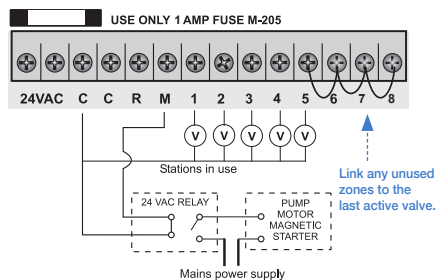 USE ONLY 1 AMP FUSE M-205
24VAC C C R M 1 2 3 4 5 6 7 8
V V V V V
Stations in use
Link any unused
zones to the
last active valve.
24 VAC RELAY
PUMP
MOTOR
MAGNETIC
STARTER
Mains power supply